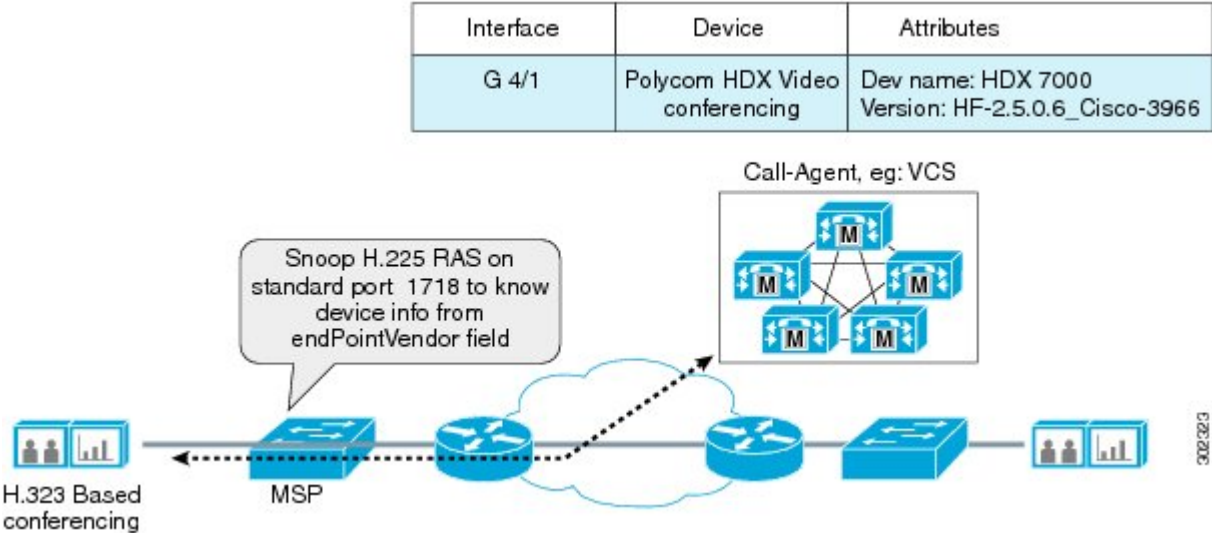 Interface Device Attributes
G 4/1 Polycom HDX Video Dev name: HDX 7000
conferencing Version: HF-2.5.0.6_Cisco-3966
Call-Agent, eg: VCS
M
M M
M M
Snoop H.225 RAS on
standard port 1718 to know
device info from
endPointVendor field
H.323 Based
conferencing
MSP
302323